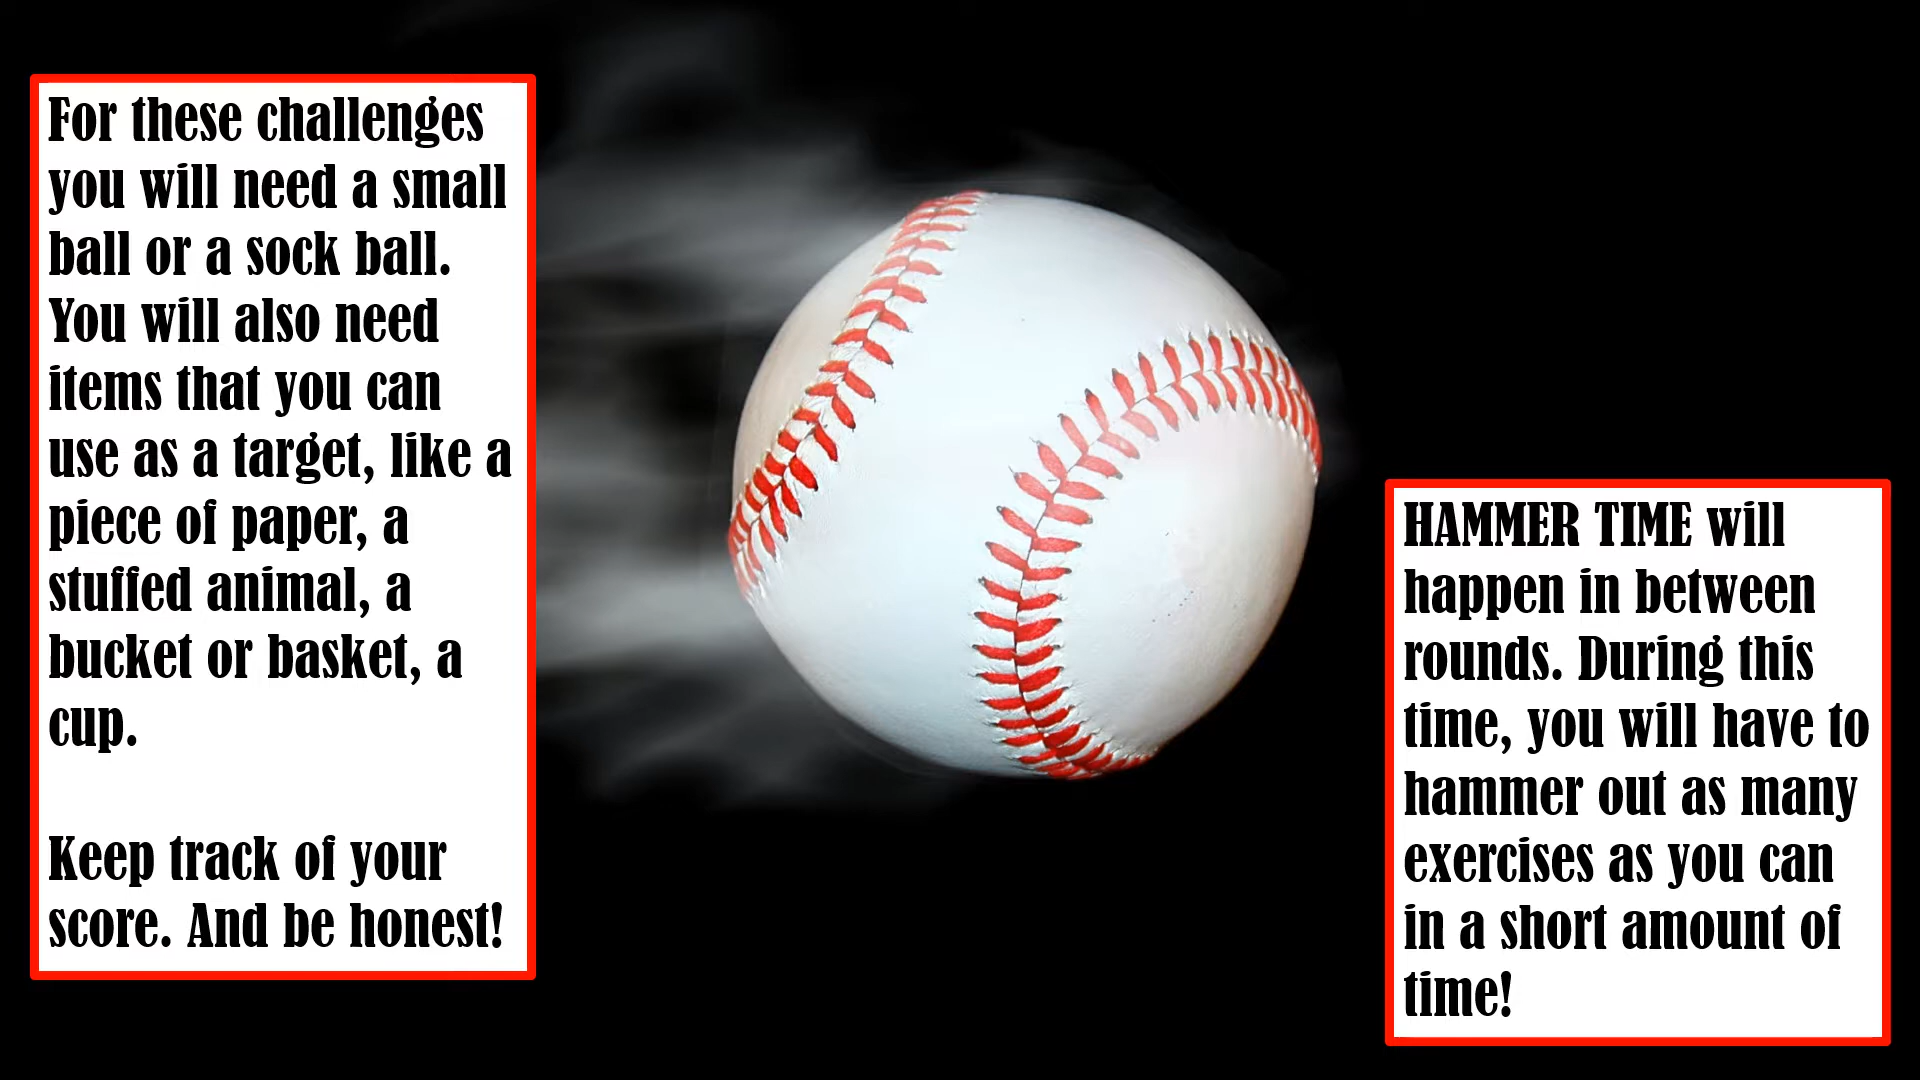 For these challenges
you will need a small
ball or a sock ball.
You will also need
items that you can
use as a target, like a
piece of paper, a
stuffed animal, a
bucket or basket, a
cup.
Keep track of your
score. And be honest!
HAMMER TIME will
happen in between
rounds. During this
time, you will have to
hammer out as many
exercises as you can
in a short amount of
time!